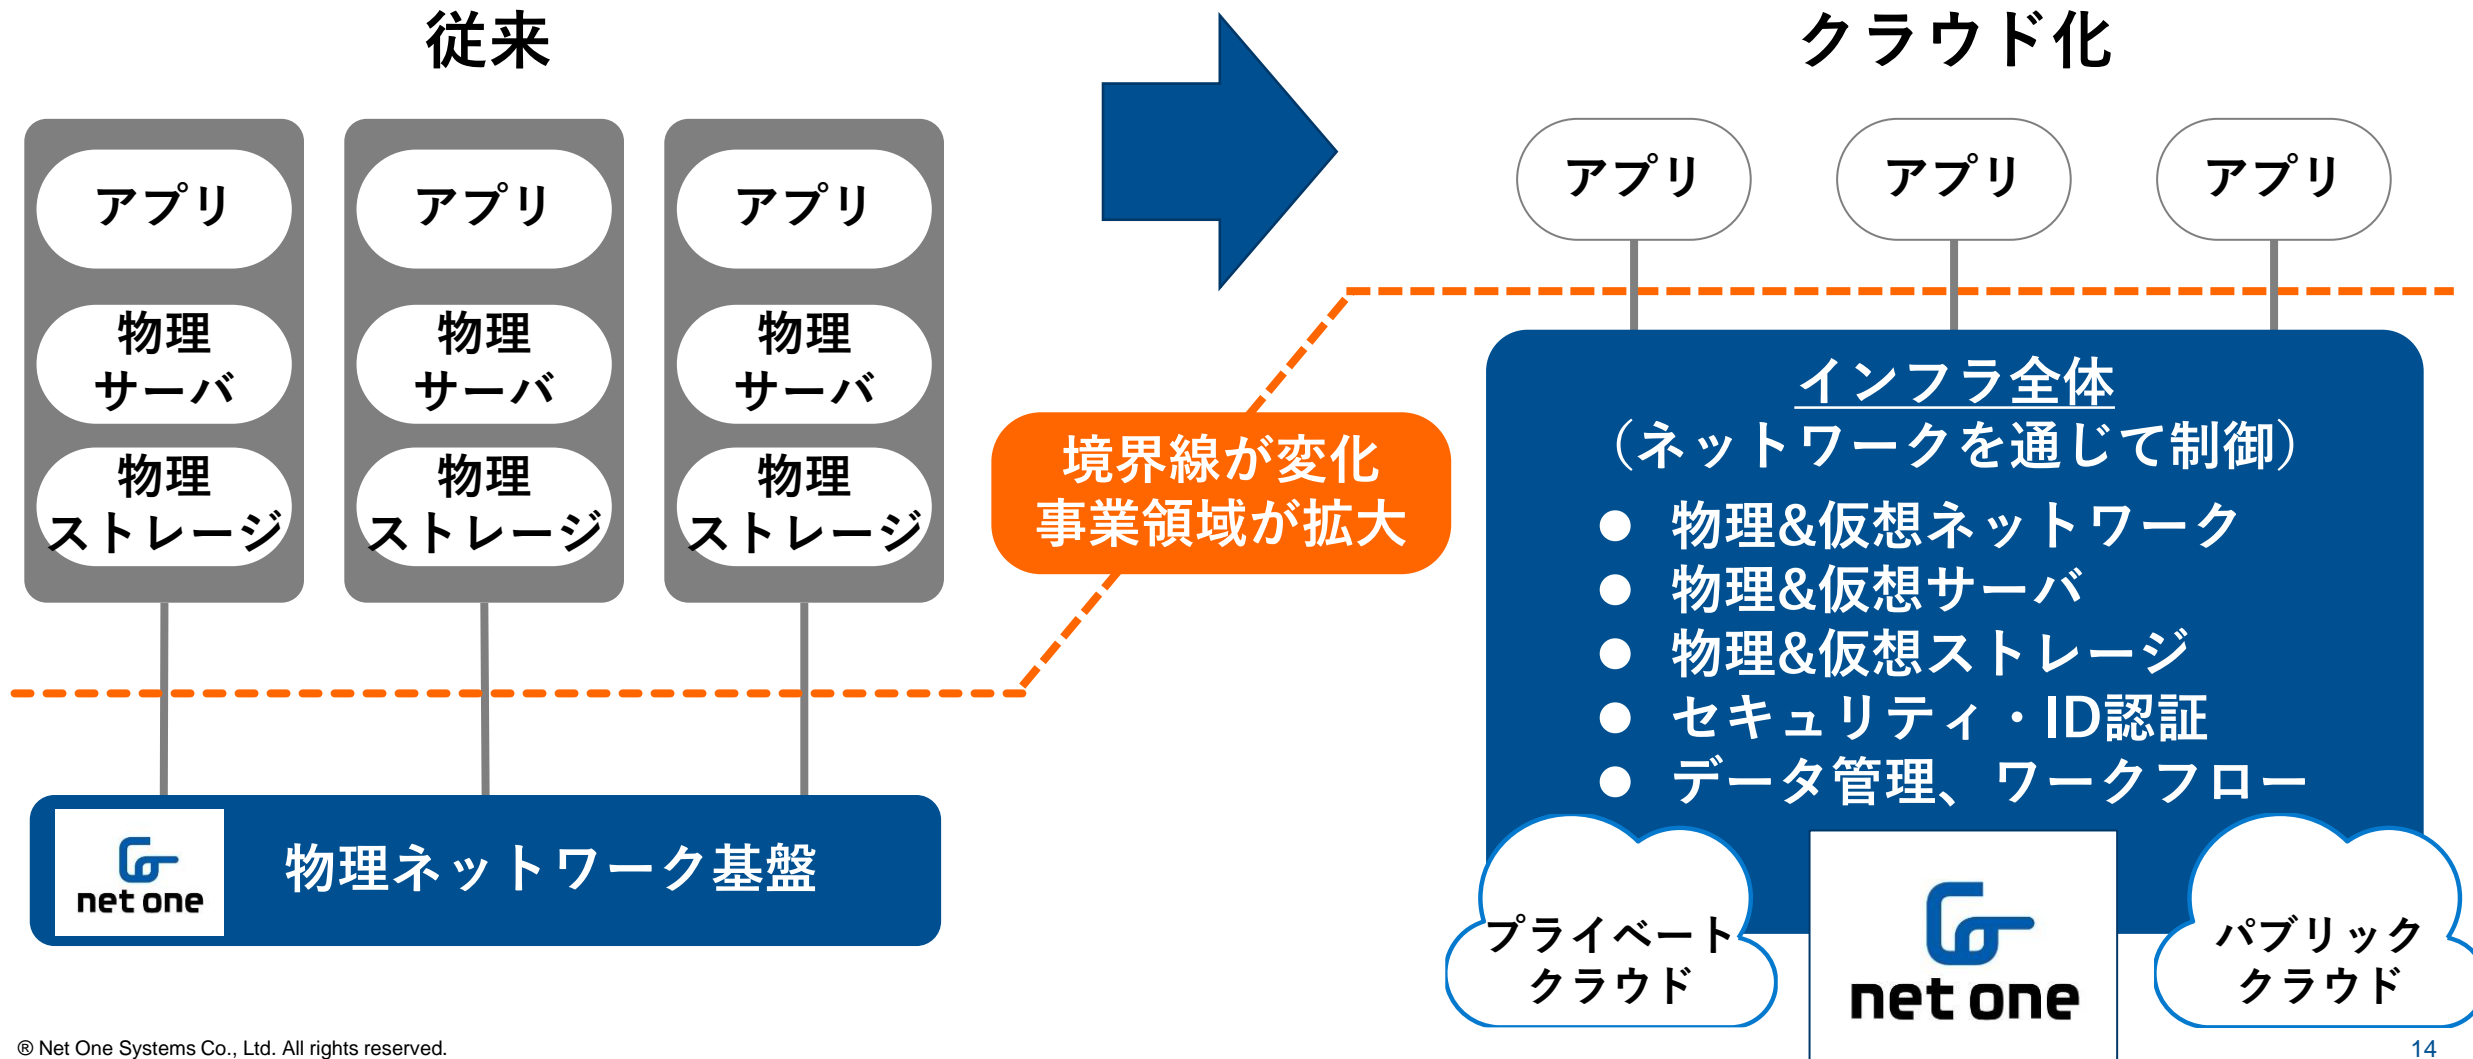 従来
クラウド化
アプリ
アプリ
アプリ
物理
サーバ
物理
サーバ
物理
サーバ
物理
ストレージ
物理
ストレージ
物理
ストレージ
net one
物理ネットワーク基盤
境界線が変化
事業領域が拡大
アプリ
アプリ
アプリ
インフラ全体
（ネットワークを通じて制御）
● 物理&仮想ネットワーク
● 物理&仮想サーバ
● 物理&仮想ストレージ
● セキュリティ・ID認証
● データ管理、ワークフロー
プライベート
クラウド
net one
パブリック
クラウド
® Net One Systems Co., Ltd. All rights reserved.
14